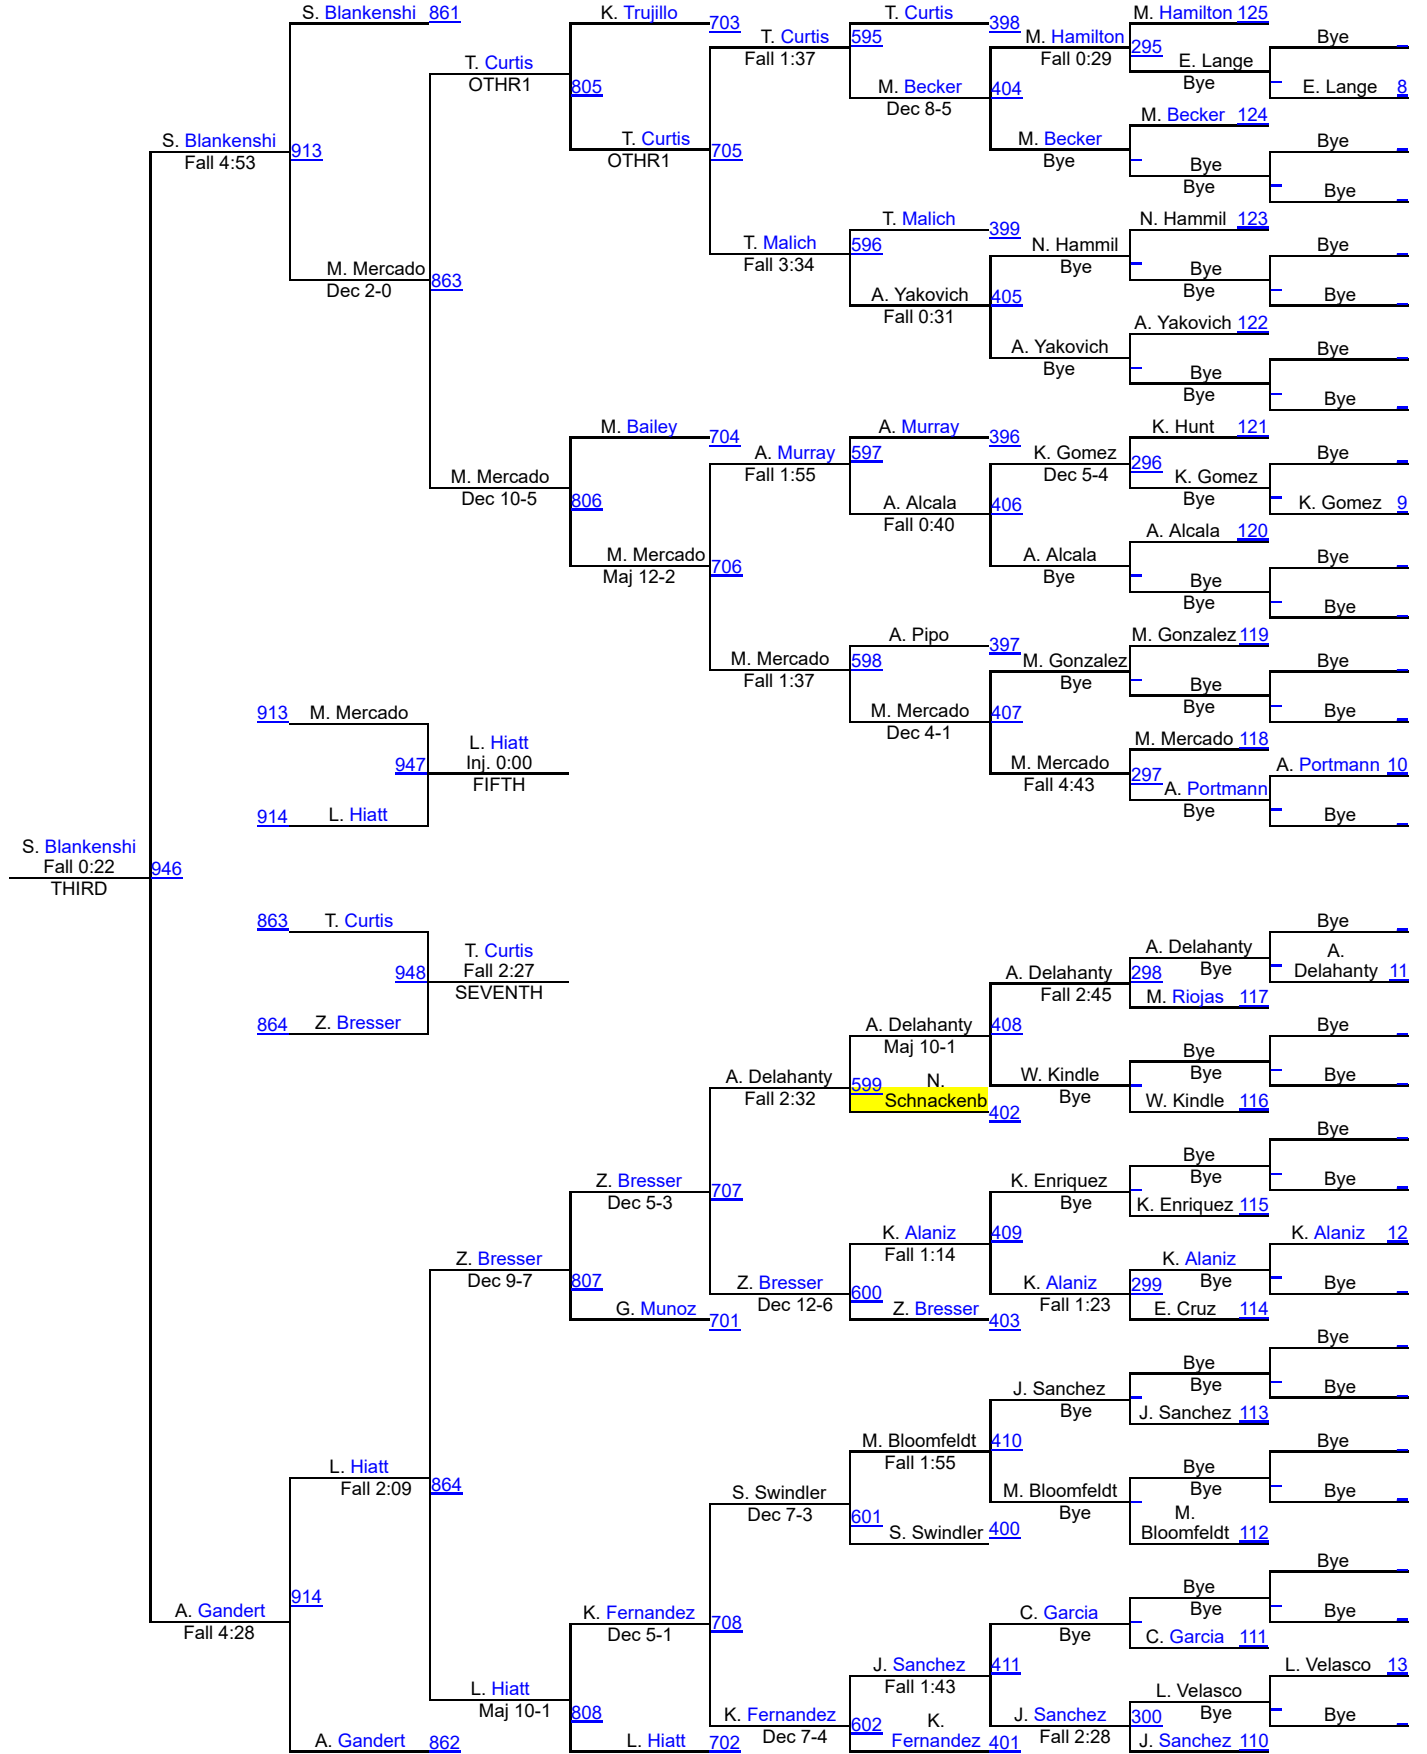 S. Blankenshi 861
K. Trujillo
703
T. Curtis
398
M. Hamilton 125
T. Curtis
595
Fall 1:37
M. Hamilton
295
Fall 0:29
Bye
T. Curtis
OTHR1
805
E. Lange
Bye
M. Becker
404
Dec 8-5
E. Lange 8
M. Becker 124
S. Blankenshi
913
Fall 4:53
T. Curtis
OTHR1
705
M. Becker
Bye
Bye
Bye
Bye
Bye
T. Malich
399
N. Hammil 123
T. Malich
596
Fall 3:34
N. Hammil
Bye
Bye
M. Mercado
863
Dec 2-0
Bye
Bye
A. Yakovich
405
Fall 0:31
Bye
A. Yakovich 122
A. Yakovich
Bye
Bye
Bye
Bye
Bye
M. Bailey
704
A. Murray
396
K. Hunt 121
A. Murray
597
Fall 1:55
K. Gomez
296
Dec 5-4
Bye
M. Mercado
Dec 10-5
806
K. Gomez
Bye
A. Alcala
406
Fall 0:40
K. Gomez 9
A. Alcala 120
M. Mercado
706
Maj 12-2
A. Alcala
Bye
Bye
Bye
Bye
Bye
A. Pipo
397
M. Gonzalez 119
M. Mercado
598
Fall 1:37
M. Gonzalez
Bye
Bye
Bye
Bye
913 M. Mercado
M. Mercado
407
Dec 4-1
Bye
L. Hiatt
947 Inj. 0:00
FIFTH
M. Mercado 118
M. Mercado
297
Fall 4:43
A. Portmann 10
A. Portmann
Bye
914 L. Hiatt
Bye
S. Blankenshi
Fall 0:22
946
THIRD
863 T. Curtis
Bye
T. Curtis
948 Fall 2:27
SEVENTH
A. Delahanty
Bye
A.
Delahanty 11
A. Delahanty
298
Fall 2:45
M. Riojas 117
864 Z. Bresser
A. Delahanty
408
Maj 10-1
Bye
Bye
Bye
Bye
A. Delahanty
599
Fall 2:32
N.
Schnackenb
402
W. Kindle
Bye
W. Kindle 116
Bye
Bye
Bye
Bye
Z. Bresser
707
Dec 5-3
K. Enriquez
Bye
K. Enriquez 115
K. Alaniz
409
Fall 1:14
K. Alaniz 12
Z. Bresser
Dec 9-7
807
K. Alaniz
Bye
Bye
Z. Bresser
600
Dec 12-6
K. Alaniz
299
Fall 1:23
G. Munoz
701
Z. Bresser
403
E. Cruz 114
Bye
Bye
Bye
Bye
J. Sanchez
Bye
J. Sanchez 113
M. Bloomfeldt
410
Fall 1:55
Bye
L. Hiatt
864
Fall 2:09
Bye
Bye
Bye
S. Swindler
601
Dec 7-3
M. Bloomfeldt
Bye
S. Swindler 400
M.
Bloomfeldt 112
Bye
914
A. Gandert
Fall 4:28
K. Fernandez
708
Dec 5-1
C. Garcia
Bye
Bye
Bye
Bye
C. Garcia 111
J. Sanchez
411
Fall 1:43
L. Velasco 13
L. Hiatt
808
Maj 10-1
L. Velasco
Bye
Bye
K. Fernandez
602
Dec 7-4
J. Sanchez
300
Fall 2:28
A. Gandert 862
L. Hiatt 702
K.
Fernandez 401
J. Sanchez 110